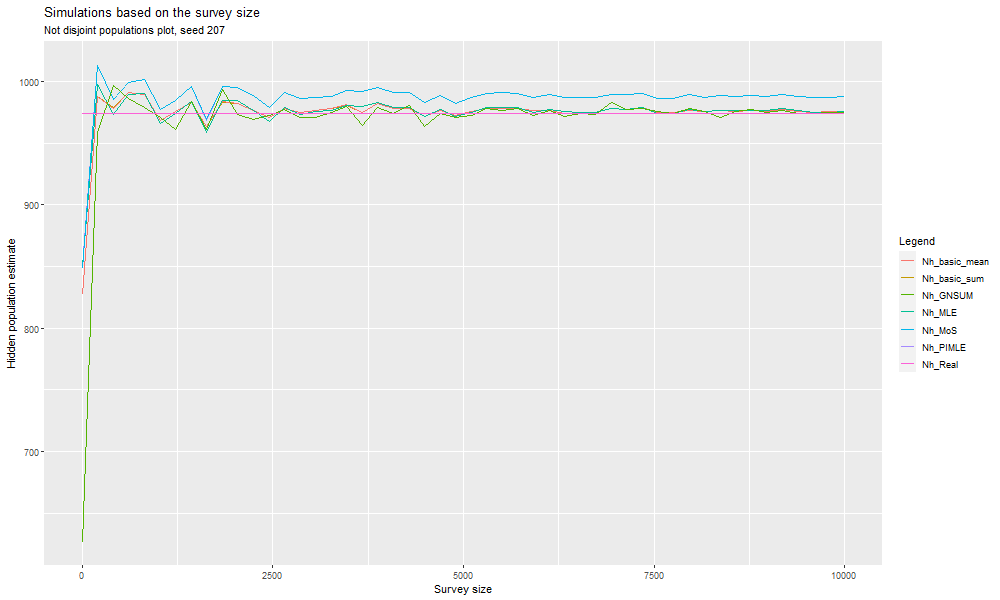 Simulations based on the survey size
Not disjoint populations plot, seed 207
1000
900
800
700
Hidden population estimate
0
2500
5000
7500
10000
Survey size
Legend
Nh_basic_mean
Nh_basic_sum
Nh_GNSUM
Nh_MLE
Nh_MoS
Nh_PIMLE
Nh_Real